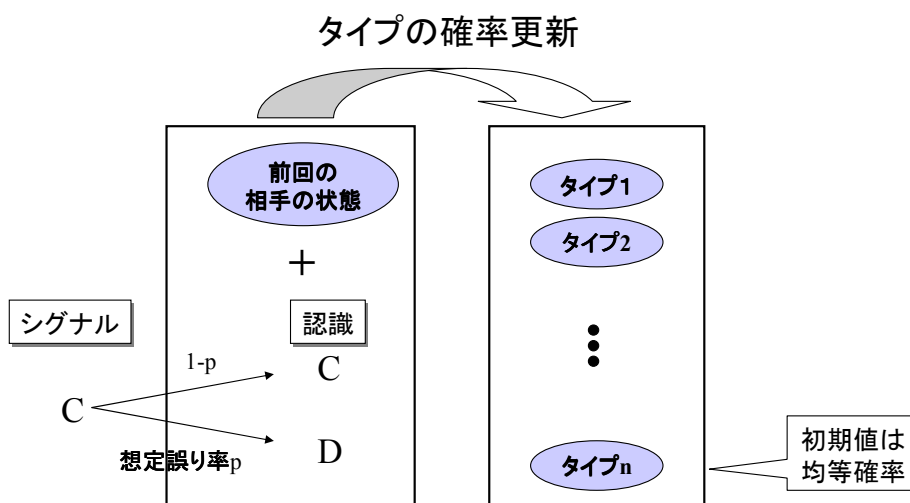 タイプの確率更新
前回の
相手の状態
+
シグナル
認識
1-p
C
C
想定誤り率p
D
タイプ1
タイプ2
タイプn
初期値は
均等確率